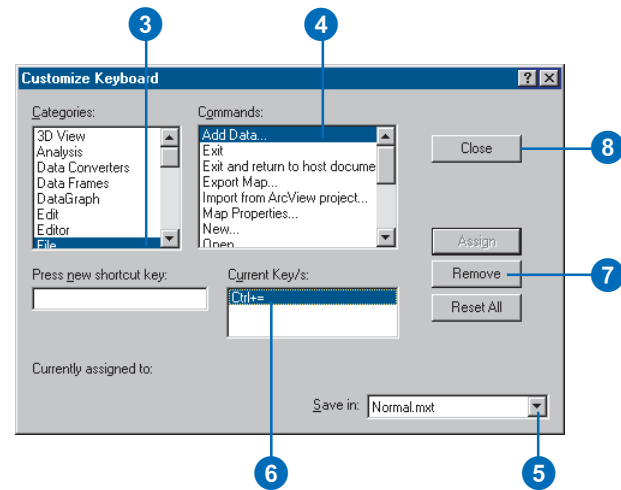 3
4
Customize Keyboard
? X
Categories:
Commands:
3D View
Analysis
Data Converters
Data Frames
DataGraph
Edit
Editor
File
Add Data...
Exit
Exit and return to host docume
Export Map...
Import from ArcView project...
Map Properties...
New...
Open
Close
8
Assign
Remove
7
Reset All
Press new shortcut key:
Current Key/s:
Ctrl+=
Currently assigned to:
Save in:
Normal.mxt
6
5